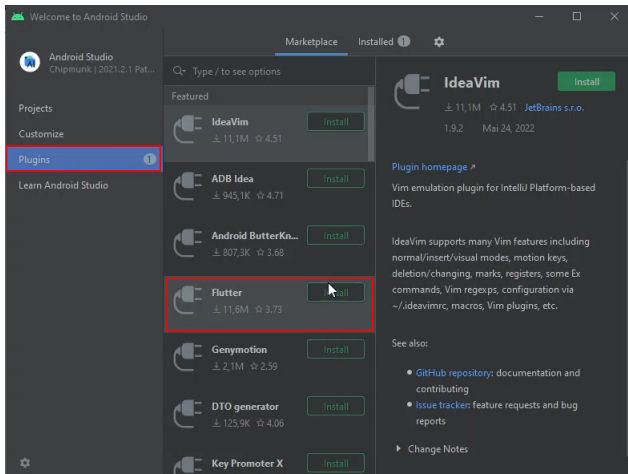 Welcome to Android Studio
Android Studio
Chipmunk | 2021.2.1 Pat...
Projects
Customize
Plugins 1
Learn Android Studio
Marketplace Installed 1
Type / to see options
Featured
IdeaVim Install
11,1M 4.51
ADB Idea Install
945,1K 4.71
Android ButterKn... Install
807,3K 3.68
Flutter
11,6M 3.73
Genymotion Install
2,1M 2.59
DTO generator Install
125,9K 4.06
Key Promoter X Install
IdeaVim Install
11,1M 4.51 JetBrains s.r.o.
1.9.2 Mai 24, 2022
Plugin homepage
Vim emulation plugin for IntelliJ Platform-based
IDEs.
IdeaVim supports many Vim features including
normal/insert/visual modes, motion keys,
deletion/changing, marks, registers, some Ex
commands, Vim regexps, configuration via
~/.ideavimrc, macros, Vim plugins, etc.
See also:
GitHub repository: documentation and
contributing
Issue tracker: feature requests and bug
reports
Change Notes